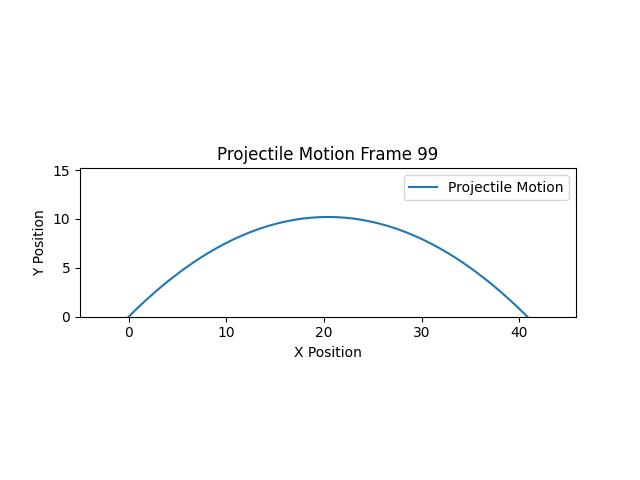 Projectile Motion Frame 99
Projectile Motion
Y Position
15
10
5
0
0 10 20 30 40
X Position